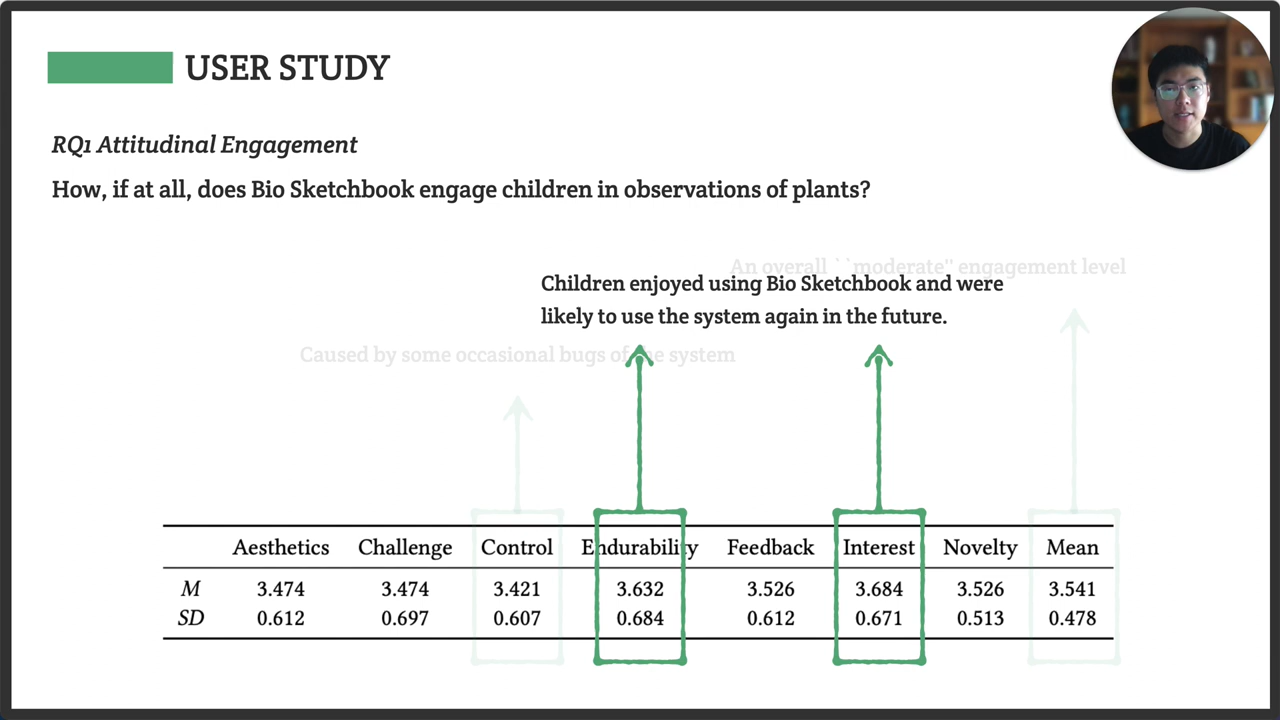 USER STUDY
RQ1 Attitudinal Engagement
How, if at all, does Bio Sketchbook engage children in observations of plants?
An overall ``moderate'' engagement level
Children enjoyed using Bio Sketchbook and were
likely to use the system again in the future.
Caused by some occasional bugs of the system
Aesthetics Challenge Control Endurability Feedback Interest Novelty Mean
M 3.474 3.474 3.421 3.632 3.526 3.684 3.526 3.541
SD 0.612 0.697 0.607 0.684 0.612 0.671 0.513 0.478